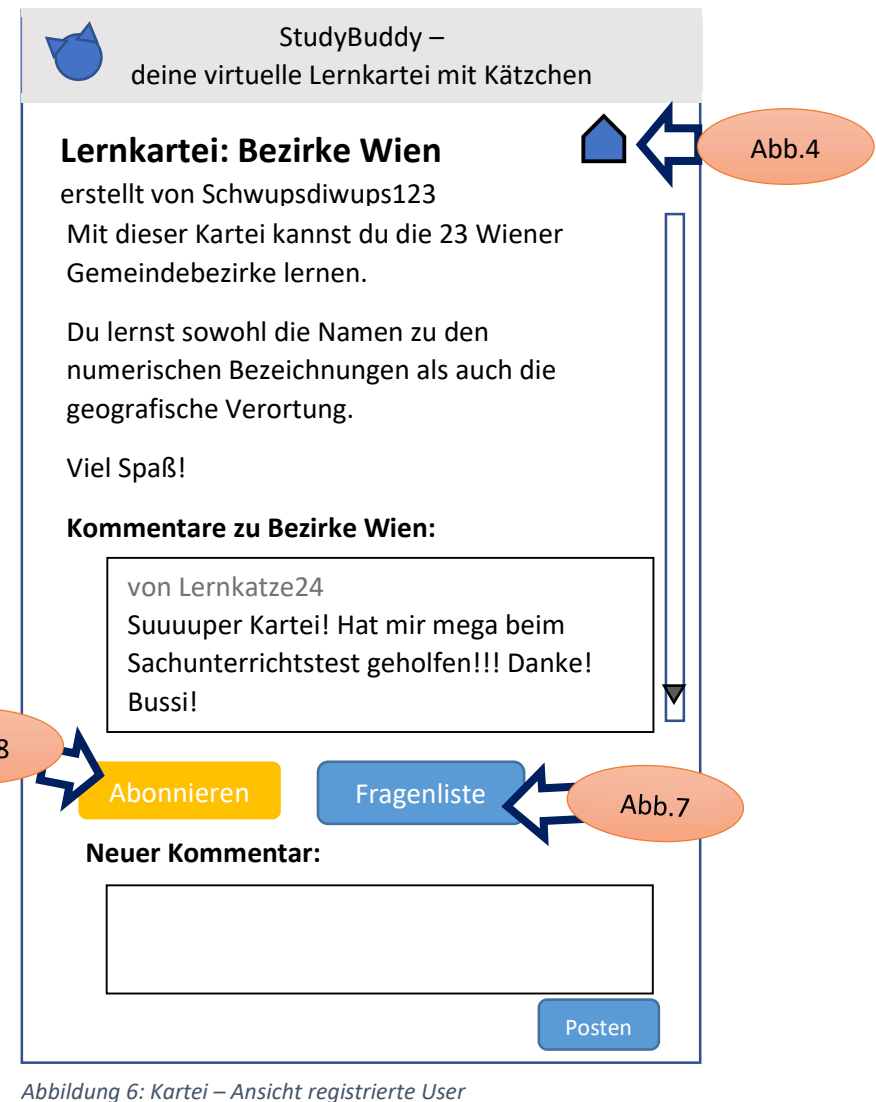 StudyBuddy –
deine virtuelle Lernkartei mit Kätzchen
Lernkartei: Bezirke Wien
Abb.4
erstellt von Schwupsdiwups123
Mit dieser Kartei kannst du die 23 Wiener
Gemeindebezirke lernen.
Du lernst sowohl die Namen zu den
numerischen Bezeichnungen als auch die
geografische Verortung.
Viel Spaß!
Kommentare zu Bezirke Wien:
von Lernkatze24
Suuuuper Kartei! Hat mir mega beim
Sachunterrichtstest geholfen!!! Danke!
Bussi!
8
Abonnieren
Fragenliste
Abb.7
Neuer Kommentar:
Posten
Abbildung 6: Kartei – Ansicht registrierte User